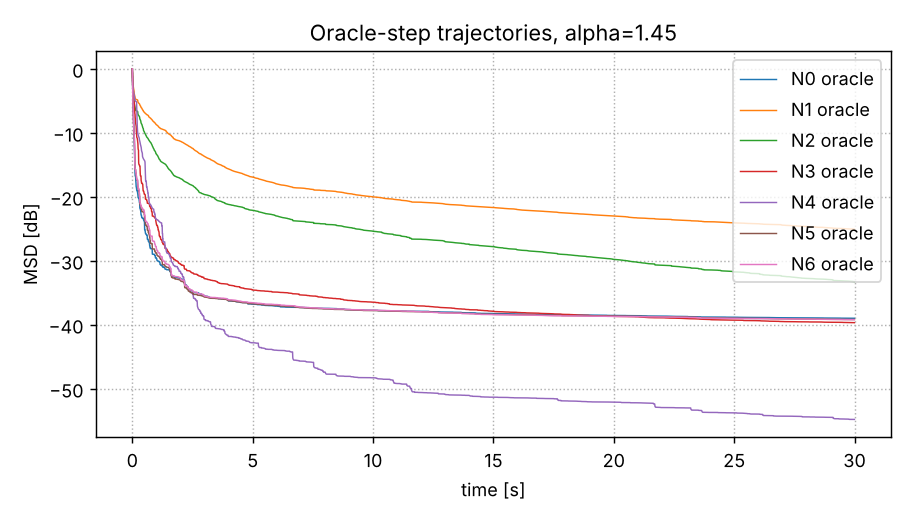 Oracle-step trajectories, alpha=1.45
MSD [dB]
0
−10
−20
−30
−40
−50
N0 oracle
N1 oracle
N2 oracle
N3 oracle
N4 oracle
N5 oracle
N6 oracle
0 5 10 15 20 25 30
time [s]